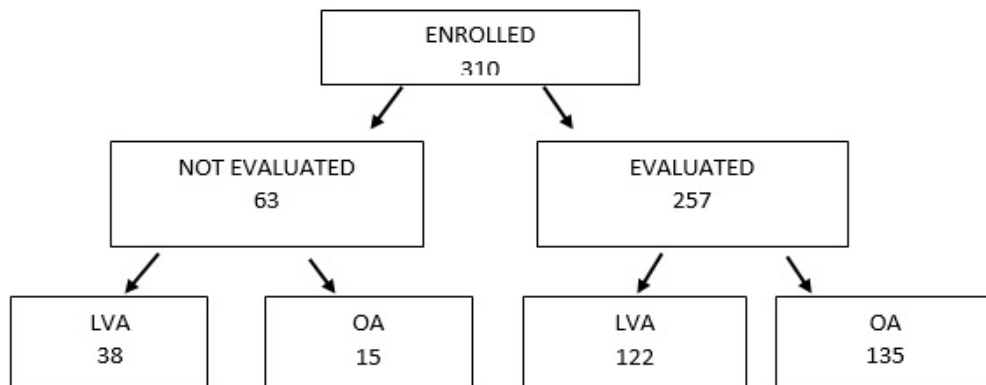 ENROLLED
310
NOT EVALUATED
63
EVALUATED
257
LVA
38
OA
15
LVA
122
OA
135